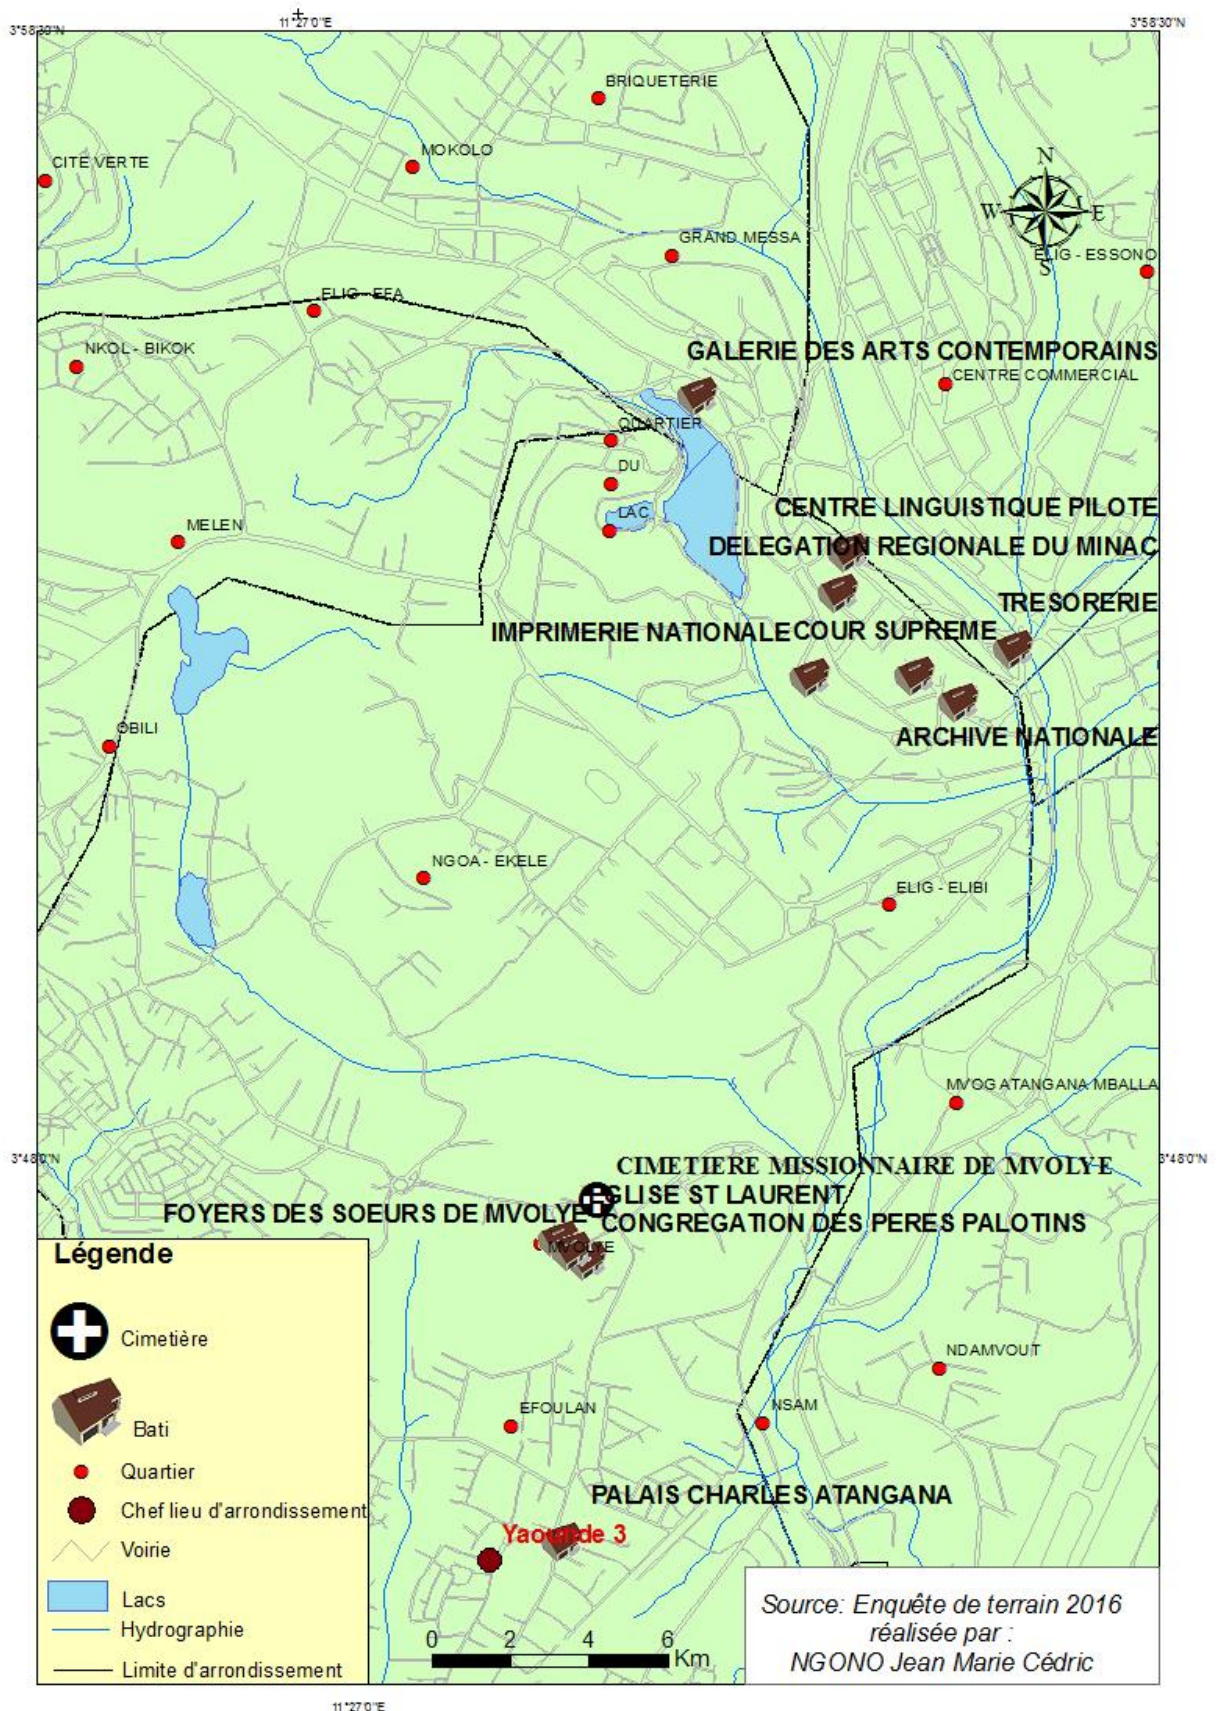 11°27'0"E
3°58'30"N
3°58'30"N
BRIQUETERIE
MOKOLO
CITE VERTE
N
W
E
S
GRAND MESSA
ELIG - ESSONO
ELIG - EFA
NKOL - BIKOK
GALERIE DES ARTS CONTEMPORAINS
CENTRE COMMERCIAL
QUARTIER
DU
LAC
CENTRE LINGUISTIQUE PILOTE
MELEN
DELEGATION REGIONALE DU MINAC
TRESORERIE
IMPRIMERIE NATIONALE
COUR SUPREME
OBILI
ARCHIVE NATIONALE
NGOA - EKELE
ELIG - ELIBI
MVOG ATANGANA MBALLA
3°48'0"N
3°48'0"N
CIMETIERE MISSIONNAIRE DE MVOLYE
EGLISE ST LAURENT
FOYERS DES SOEURS DE MVOLYE
CONGREGATION DES PERES PALOTINS
MVOLYE
NDAMVOUT
EFOULAN
NSAM
PALAIS CHARLES ATANGANA
Yaounde 3
Légende
Cimetière
Bati
Quartier
Chef lieu d'arrondissement
Voirie
Lacs
Hydrographie
Limite d'arrondissement
0 2 4 6
Km
Source: Enquête de terrain 2016
réalisée par :
NGONO Jean Marie Cédric
11°27'0"E